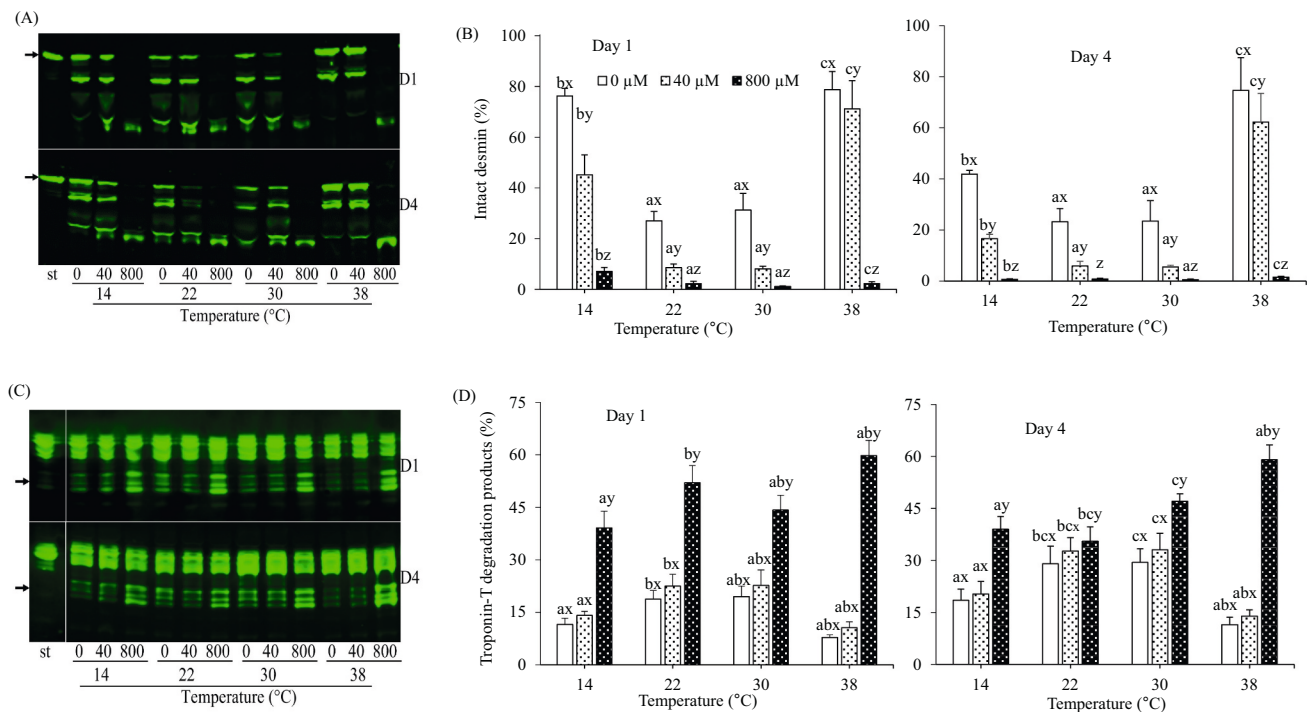 (A)
D1
D4
st 0 40 800 0 40 800 0 40 800 0 40 800
14 22 30 38
Temperature (°C)
(B)
Day 1
0 µM 40 µM 800 µM
Intact desmin (%)
100
80
60
40
20
0
bx by bz ax ay az ax ay az cx cy cz
14 22 30 38
Temperature (°C)
Day 4
100
80
60
40
20
0
bx by bz ax ay z ax ay az cx cy cz
14 22 30 38
Temperature (°C)
(C)
D1
D4
st 0 40 800 0 40 800 0 40 800 0 40 800
14 22 30 38
Temperature (°C)
(D)
Day 1
Troponin-T degradation products (%)
75
60
45
30
15
0
ax ax ay bx bx by abx abx aby abx abx aby
14 22 30 38
Temperature (°C)
Day 4
75
60
45
30
15
0
ax ax ay bcx bcx bcy cx cx cy abx abx aby
14 22 30 38
Temperature (°C)